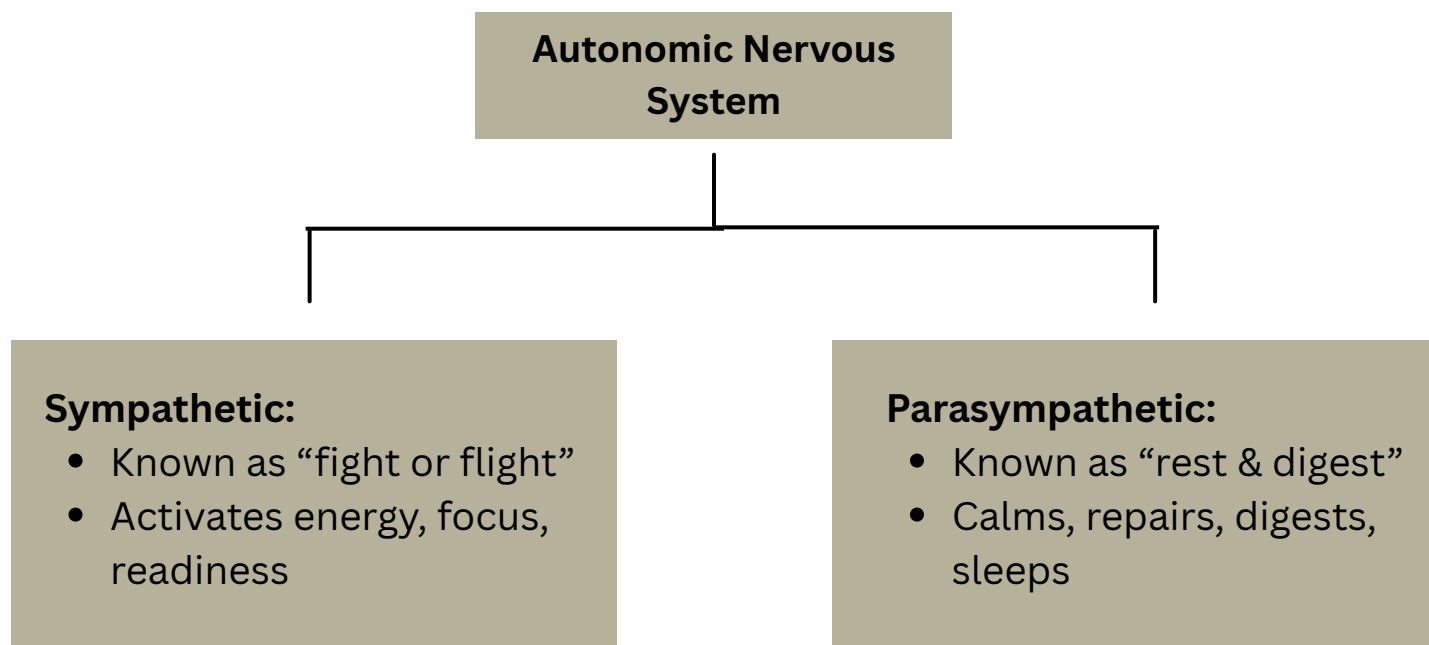 Autonomic Nervous
System
Sympathetic:
• Known as “fight or flight”
• Activates energy, focus,
readiness
Parasympathetic:
• Known as “rest & digest”
• Calms, repairs, digests,
sleeps